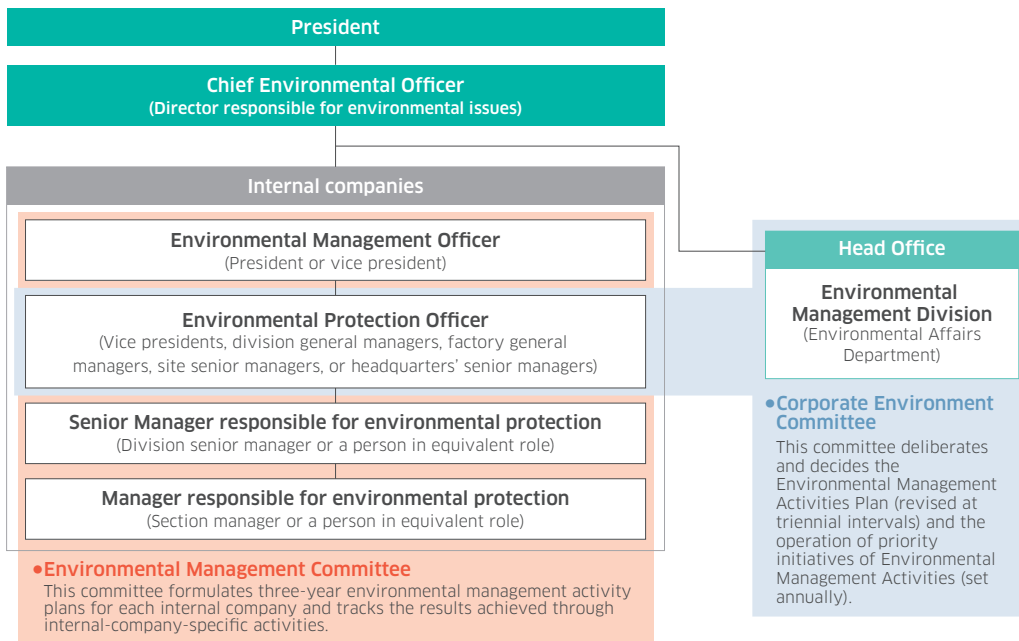 President
Chief Environmental Officer
(Director responsible for environmental issues)
Internal companies
Environmental Management Officer
(President or vice president)
Environmental Protection Officer
(Vice presidents, division general managers, factory general
managers, site senior managers, or headquarters' senior managers)
Senior Manager responsible for environmental protection
(Division senior manager or a person in equivalent role)
Manager responsible for environmental protection
(Section manager or a person in equivalent role)
•Environmental Management Committee
This committee formulates three-year environmental management activity
plans for each internal company and tracks the results achieved through
internal-company-specific activities.
Head Office
Environmental
Management Division
(Environmental Affairs
Department)
•Corporate Environment
Committee
This committee deliberates
and decides the
Environmental Management
Activities Plan (revised at
triennial intervals) and the
operation of priority
initiatives of Environmental
Management Activities (set
annually).